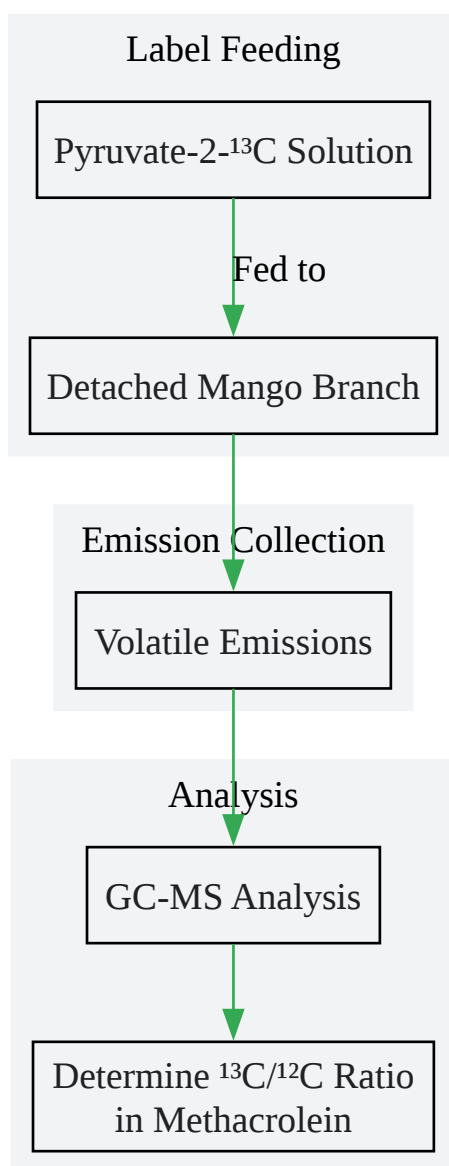 Label Feeding
Pyruvate-2-¹³C Solution
Fed to
Detached Mango Branch
Emission Collection
Volatile Emissions
Analysis
GC-MS Analysis
Determine ¹³C/¹²C Ratio
in Methacrolein